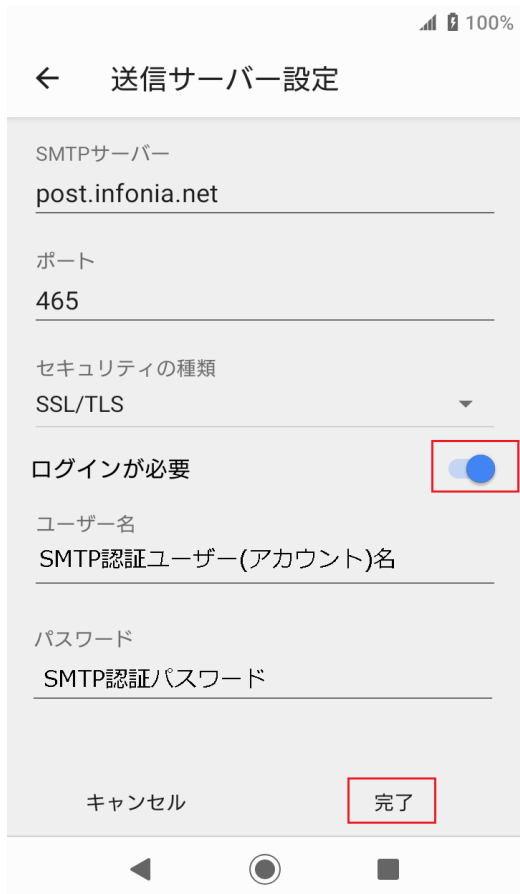 100%
送信サーバー設定
SMTPサーバー
post.infonia.net
ポート
465
セキュリティの種類
SSL/TLS
ログインが必要
ユーザー名
SMTP認証ユーザー(アカウント)名
パスワード
SMTP認証パスワード
キャンセル 完了